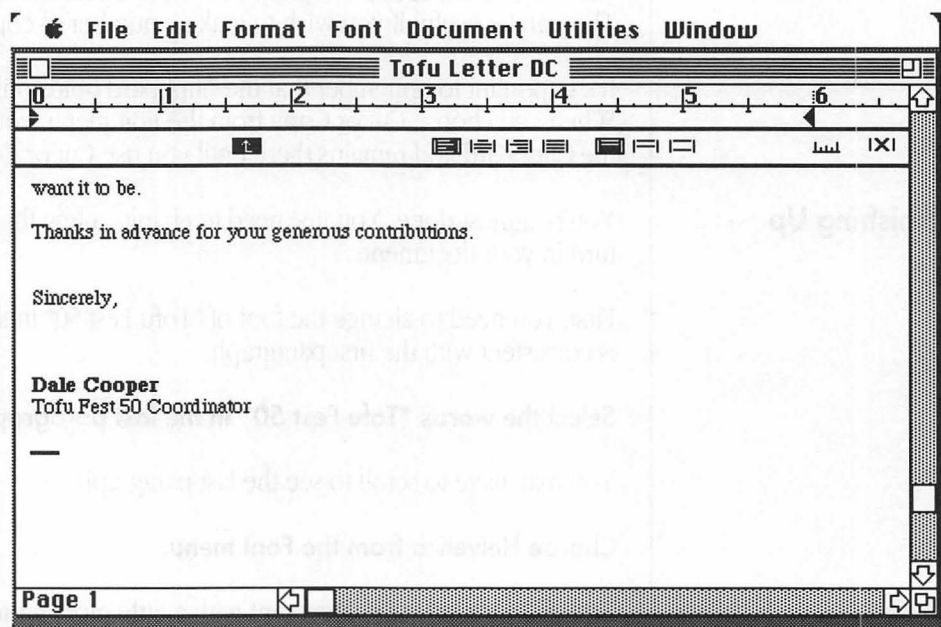 File Edit Format Font Document Utilities Window
Tofu Letter DC
0 1 2 3 4 5 6
want it to be.
Thanks in advance for your generous contributions.
Sincerely,
Dale Cooper
Tofu Fest 50 Coordinator
Page 1